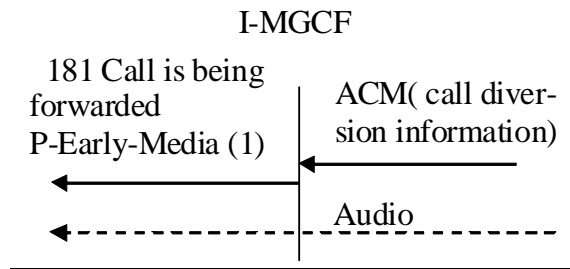 I-MGCF
181 Call is being
forwarded
P-Early-Media (1)
ACM( call diver-
sion information)
Audio